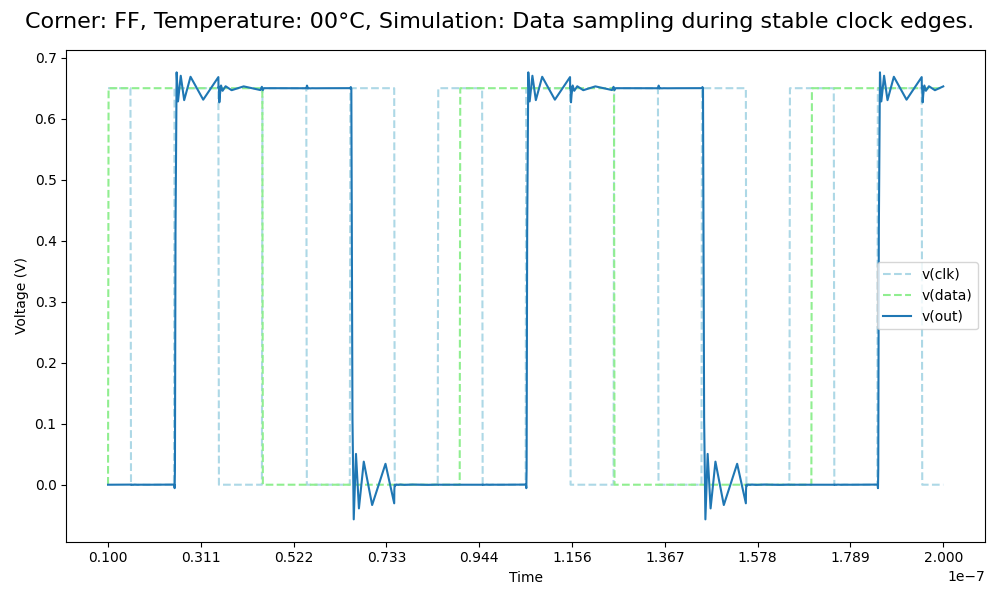 Corner: FF, Temperature: 00°C, Simulation: Data sampling during stable clock edges.
0.7
0.6
0.5
0.4
0.3
0.2
0.1
0.0
Voltage (V)
v(clk)
v(data)
v(out)
0.100 0.311 0.522 0.733 0.944 1.156 1.367 1.578 1.789 2.000
Time
1e−7